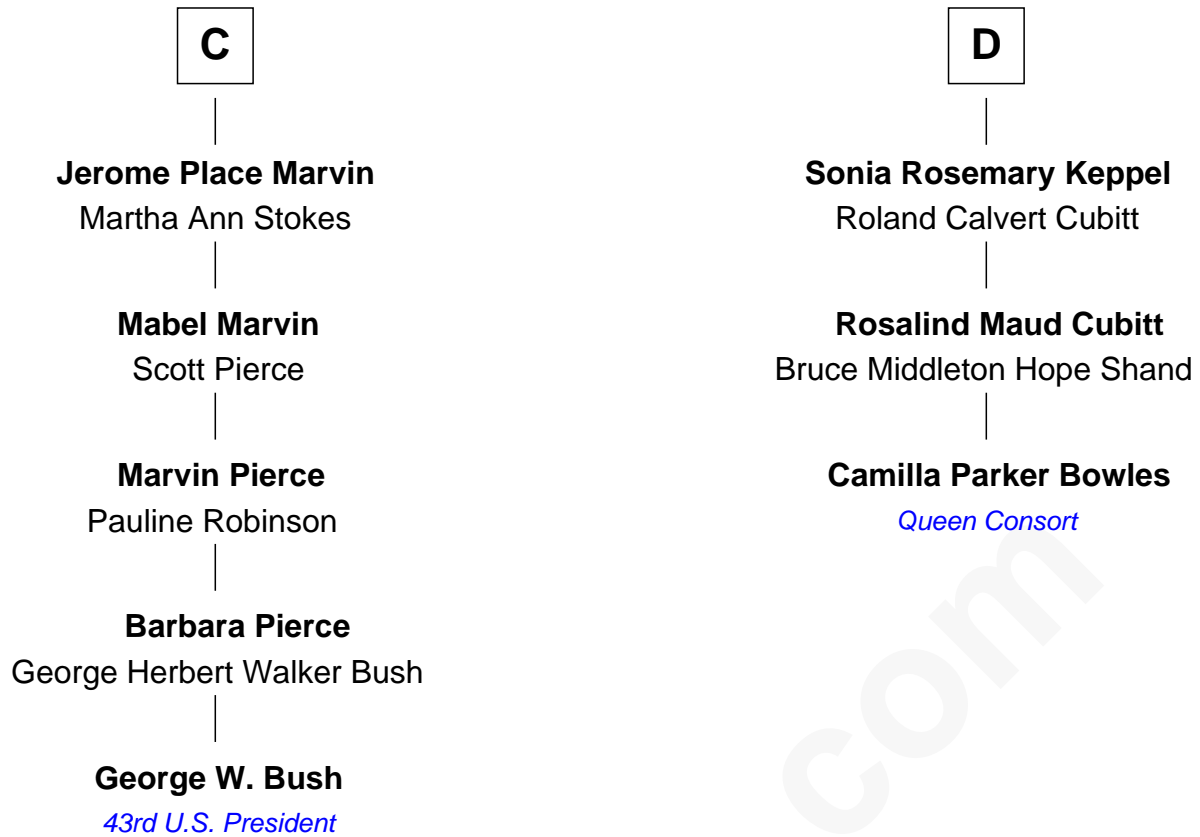 C
Jerome Place Marvin
Martha Ann Stokes
Mabel Marvin
Scott Pierce
Marvin Pierce
Pauline Robinson
Barbara Pierce
George Herbert Walker Bush
George W. Bush
43rd U.S. President
D
Sonia Rosemary Keppel
Roland Calvert Cubitt
Rosalind Maud Cubitt
Bruce Middleton Hope Shand
Camilla Parker Bowles
Queen Consort
com